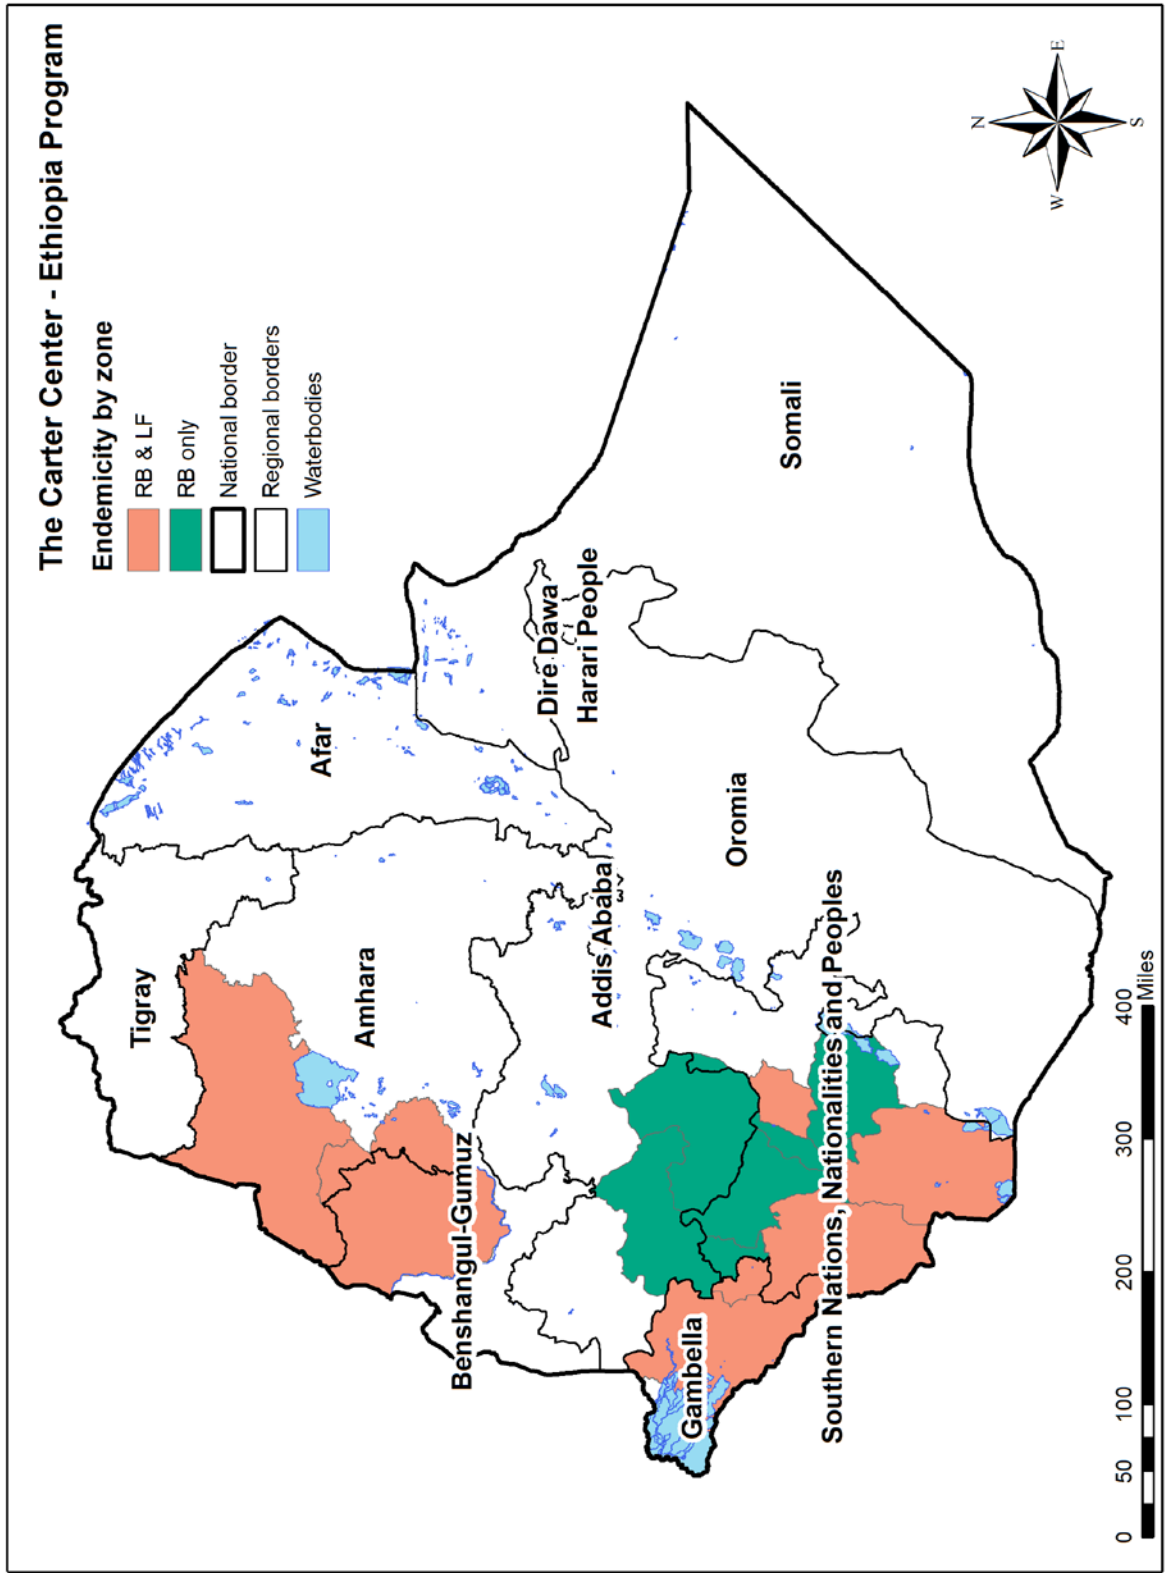 The Carter Center - Ethiopia Program
Endemicity by zone
RB & LF
RB only
National border
Regional borders
Waterbodies
Tigray
Afar
Amhara
Benshangul-Gumuz
Dire Dawa
Harari People
Addis Ababa
Gambella
Oromia
Somali
Southern Nations, Nationalities and Peoples
N
W
E
S
0 50 100 200 300 400
Miles